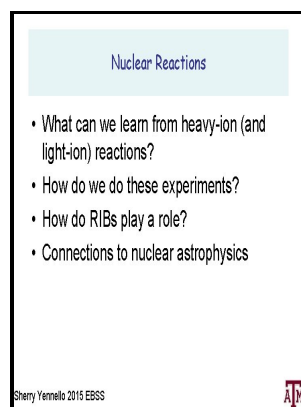 Nuclear Reactions
• What can we learn from heavy-ion (and
light-ion) reactions?
• How do we do these experiments?
• How do RIBs play a role?
• Connections to nuclear astrophysics
Sherry Yennello 2015 EBSS
ATM